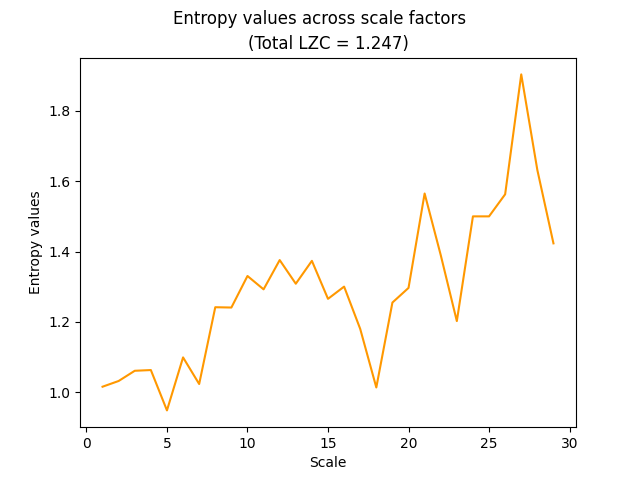 Entropy values across scale factors
(Total LZC = 1.247)
Entropy values
1.8
1.6
1.4
1.2
1.0
0 5 10 15 20 25 30
Scale